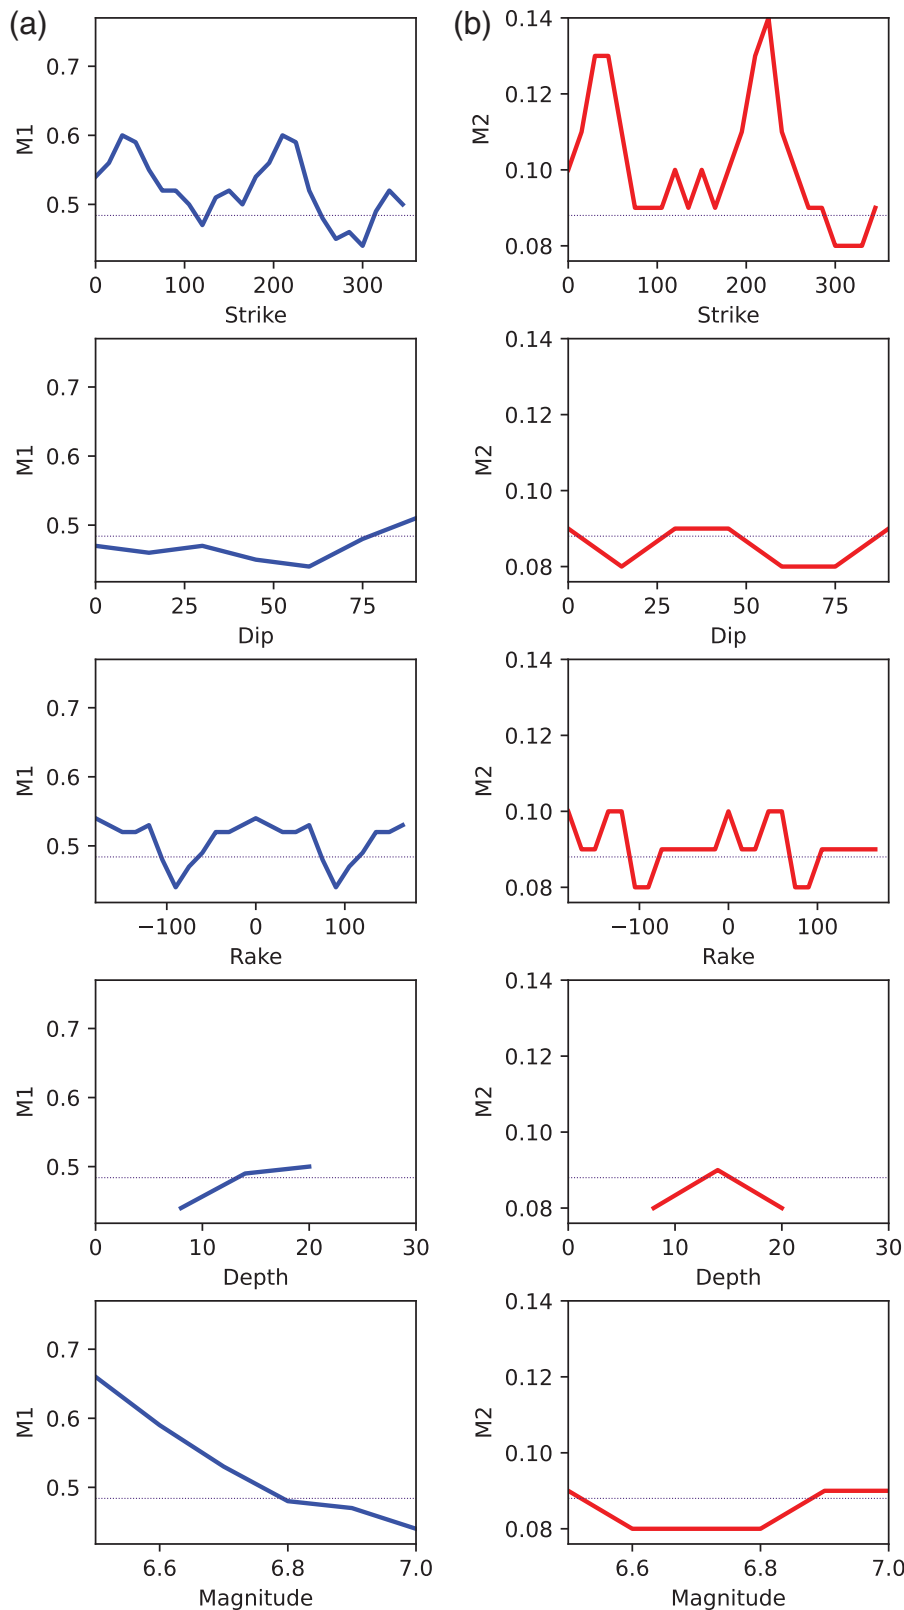 (a) (b)
0.7
0.6
0.5
M1
0 100 200 300
Strike
0.14
0.12
0.10
0.08
M2
0 100 200 300
Strike
0.7
0.6
0.5
M1
0 25 50 75
Dip
0.14
0.12
0.10
0.08
M2
0 25 50 75
Dip
0.7
0.6
0.5
M1
−100 0 100
Rake
0.14
0.12
0.10
0.08
M2
−100 0 100
Rake
0.7
0.6
0.5
M1
0 10 20 30
Depth
0.14
0.12
0.10
0.08
M2
0 10 20 30
Depth
0.7
0.6
0.5
M1
6.6 6.8 7.0
Magnitude
0.14
0.12
0.10
0.08
M2
6.6 6.8 7.0
Magnitude